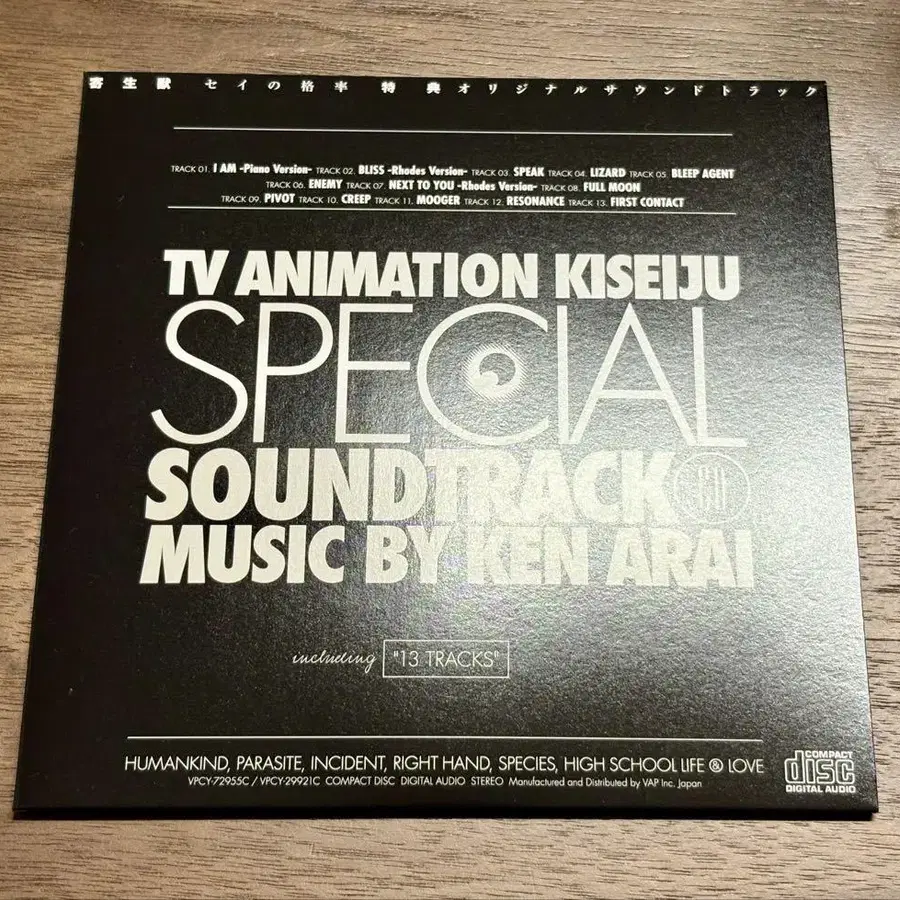 寄生獣 セイの格率 特典オリジナルサウンドトラック
TRACK 01. I AM -Piano Version- TRACK 02. BLISS -Rhodes Version- TRACK 03. SPEAK TRACK 04. LIZARD TRACK 05. BLEEP AGENT
TRACK 06. ENEMY TRACK 07. NEXT TO YOU -Rhodes Version- TRACK 08. FULL MOON
TRACK 09. PIVOT TRACK 10. CREEP TRACK 11. MOOGER TRACK 12. RESONANCE TRACK 13. FIRST CONTACT
TV ANIMATION KISEIJU
SPECIAL
SOUNDTRACK
MUSIC BY KEN ARAI
including "13 TRACKS"
HUMANKIND, PARASITE, INCIDENT, RIGHT HAND, SPECIES, HIGH SCHOOL LIFE & LOVE
VPCY-72955C / VPCY-29921C COMPACT DISC DIGITAL AUDIO STEREO Manufactured and Distributed by VAP Inc. Japan
COMPACT
disc
DIGITAL AUDIO